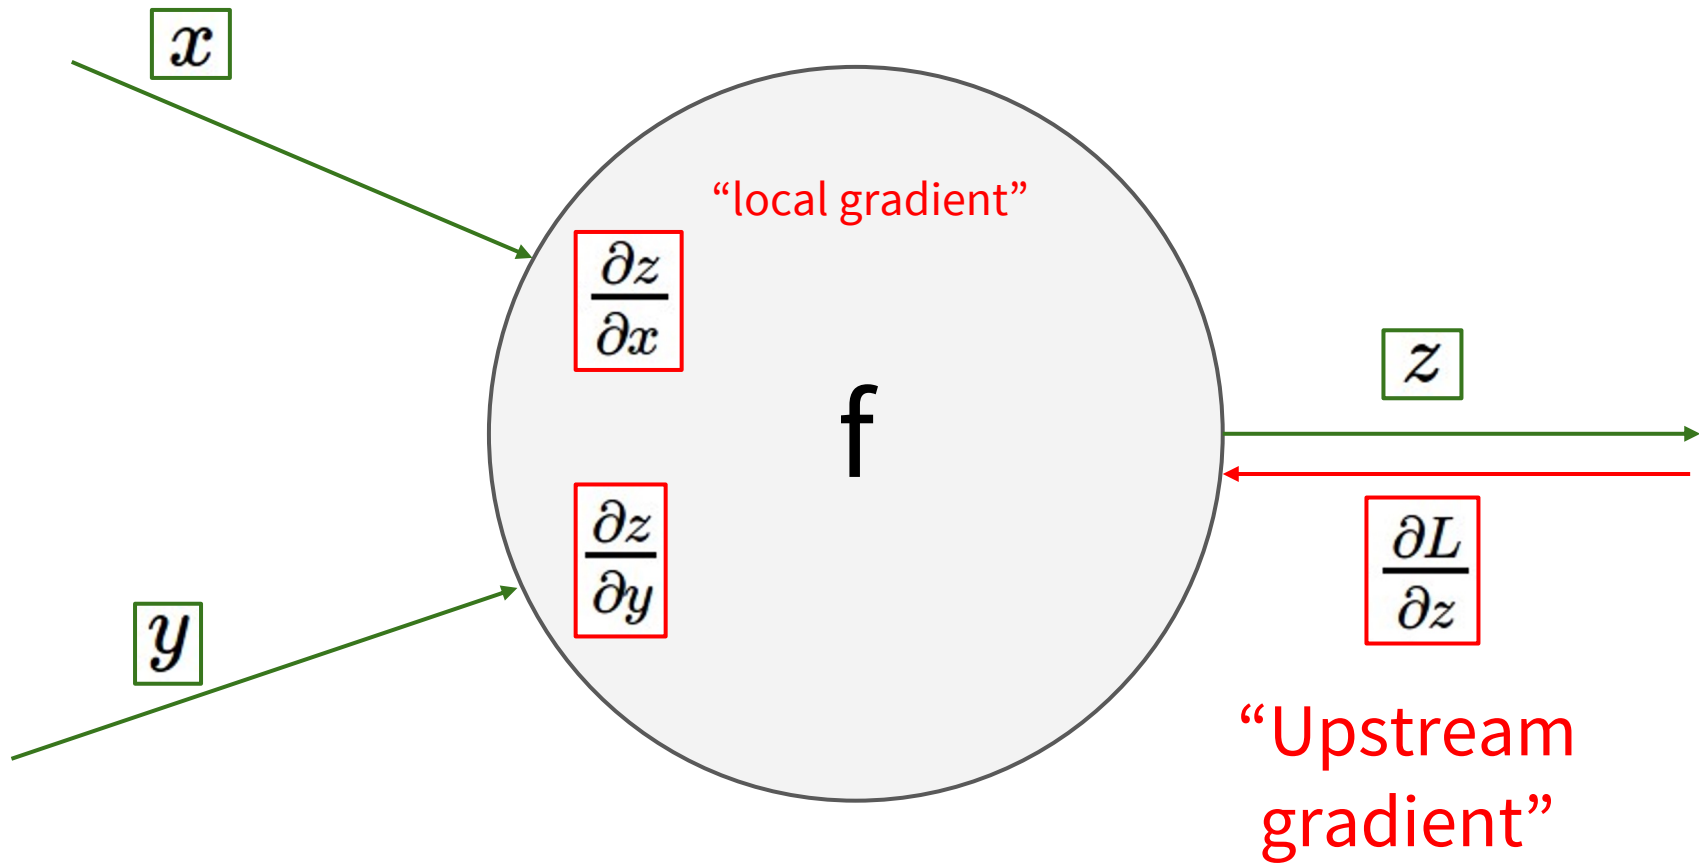 x
“local gradient”
∂z
∂x
z
f
∂z
∂y
∂L
∂z
y
“Upstream
gradient”